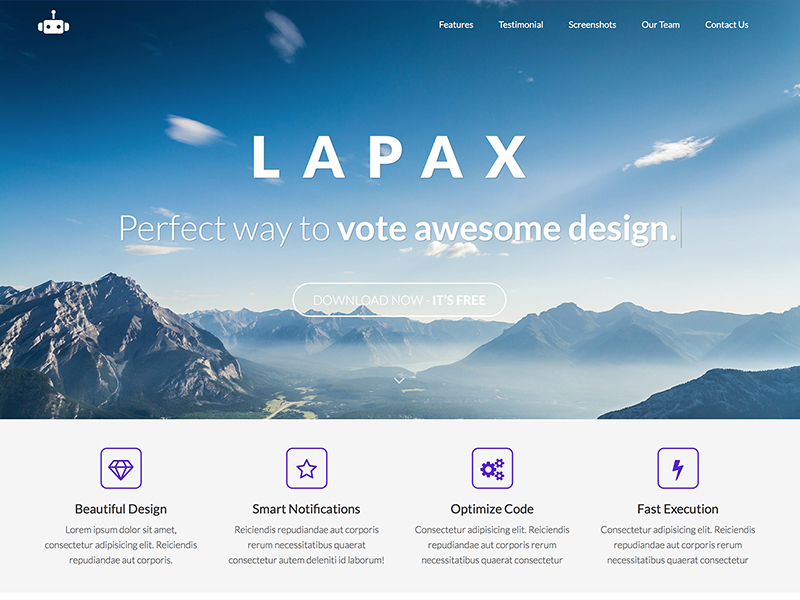 Features Testimonial Screenshots Our Team Contact Us
LAPAX
Perfect way to vote awesome design.
DOWNLOAD NOW - IT'S FREE
Beautiful Design
Lorem ipsum dolor sit amet,
consectetur adipisicing elit. Reiciendis
repudiandae aut corporis.
Smart Notifications
Reiciendis repudiandae aut corporis
rerum necessitatibus quaerat
consectetur autem deleniti id laborum!
Optimize Code
Consectetur adipisicing elit. Reiciendis
repudiandae aut corporis rerum
necessitatibus quaerat consectetur
Fast Execution
Consectetur adipisicing elit. Reiciendis
repudiandae aut corporis rerum
necessitatibus quaerat consectetur